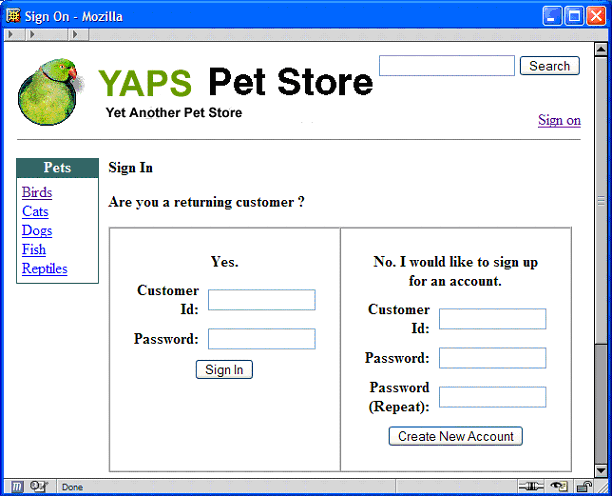 Sign On - Mozilla
YAPS Pet Store
Yet Another Pet Store
Search
Sign on
Pets
Birds
Cats
Dogs
Fish
Reptiles
Sign In
Are you a returning customer ?
Yes.
Customer
Id:
Password:
Sign In
No. I would like to sign up
for an account.
Customer
Id:
Password:
Password
(Repeat):
Create New Account
Done